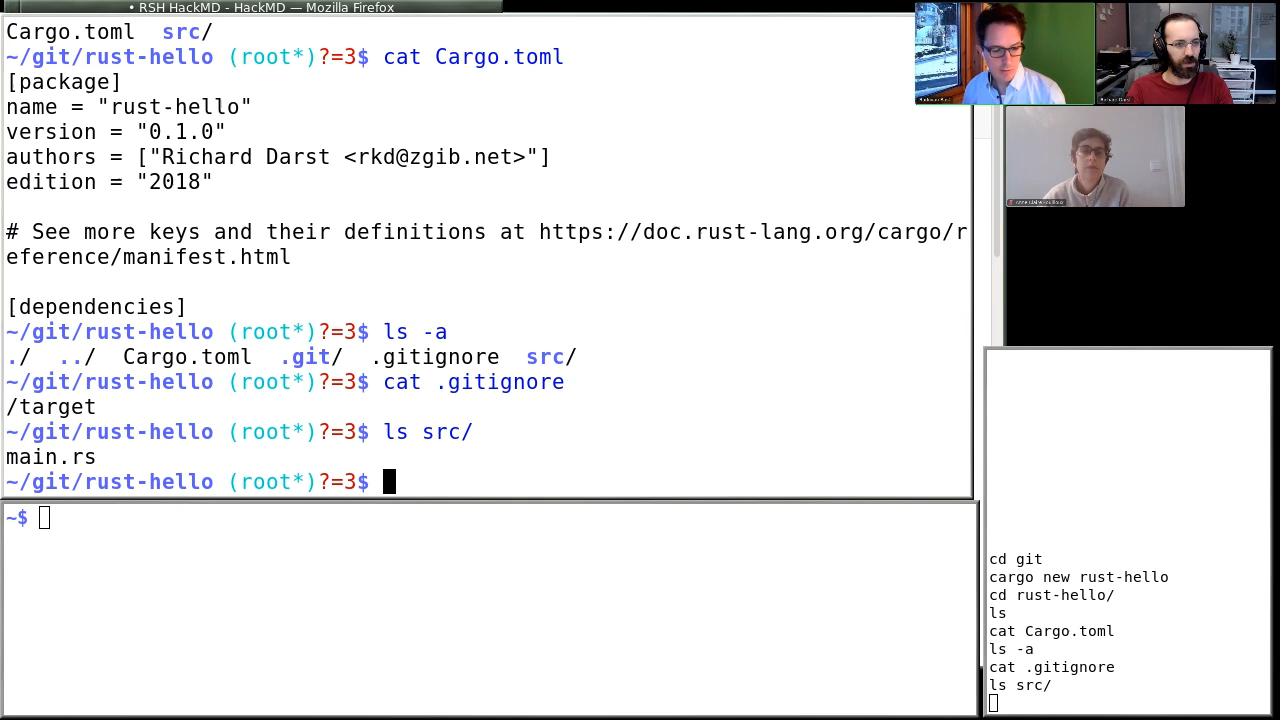 • RSH HackMD - HackMD — Mozilla Firefox
Cargo.toml  src/
~/git/rust-hello (root*)?=3$ cat Cargo.toml
[package]
name = "rust-hello"
version = "0.1.0"
authors = ["Richard Darst <rkd@zgib.net>"]
edition = "2018"
# See more keys and their definitions at https://doc.rust-lang.org/cargo/r
eference/manifest.html
[dependencies]
~/git/rust-hello (root*)?=3$ ls -a
./  ../  Cargo.toml  .git/  .gitignore  src/
~/git/rust-hello (root*)?=3$ cat .gitignore
/target
~/git/rust-hello (root*)?=3$ ls src/
main.rs
~/git/rust-hello (root*)?=3$
~$
Richard Darst
cd git
cargo new rust-hello
cd rust-hello/
ls
cat Cargo.toml
ls -a
cat .gitignore
ls src/